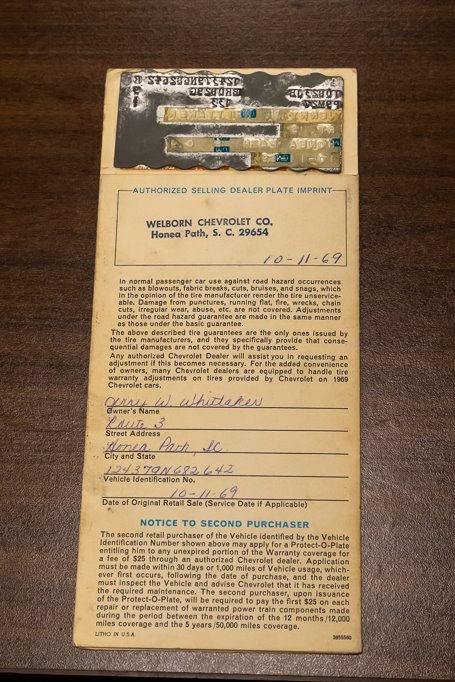 AUTHORIZED SELLING DEALER PLATE IMPRINT
WELBORN CHEVROLET CO.
Honea Path, S. C. 29654
10-11-69
In normal passenger car use against road hazard occurrences
such as blowouts, fabric breaks, cuts, bruises, and snags, which
in the opinion of the tire manufacturer render the tire unservice-
able. Damage from punctures, running flat, fire, wrecks, chain
cuts, irregular wear, abuse, etc. are not covered. Adjustments
under the road hazard guarantee are made in the same manner
as those under the basic guarantee.
The above described tire guarantees are the only ones issued by
the tire manufacturers, and they specifically provide that conse-
quential damages are not covered by the guarantees.
Any authorized Chevrolet Dealer will assist you in requesting an
adjustment if this becomes necessary. For the added convenience
of owners, many Chevrolet dealers are equipped to handle tire
warranty adjustments on tires provided by Chevrolet on 1969
Chevrolet cars.
W. Whittaker
Owner's Name
Route 3
Street Address
Honea Path, SC
City and State
124379N682642
Vehicle Identification No.
10-11-69
Date of Original Retail Sale (Service Date if Applicable)
NOTICE TO SECOND PURCHASER
The second retail purchaser of the Vehicle identified by the Vehicle
Identification Number shown above may apply for a Protect-O-Plate
entitling him to any unexpired portion of the Warranty coverage for
a fee of $25 through an authorized Chevrolet dealer. Application
must be made within 30 days or 1,000 miles of Vehicle usage, which-
ever first occurs, following the date of purchase, and the dealer
must inspect the Vehicle and advise Chevrolet that it has received
the required maintenance. The second purchaser, upon issuance
of the Protect-O-Plate, will be required to pay the first $25 on each
repair or replacement of warranted power train components made
during the period between the expiration of the 12 months/12,000
miles coverage and the 5 years/50,000 miles coverage.
LITHO IN U.S.A.
3955560